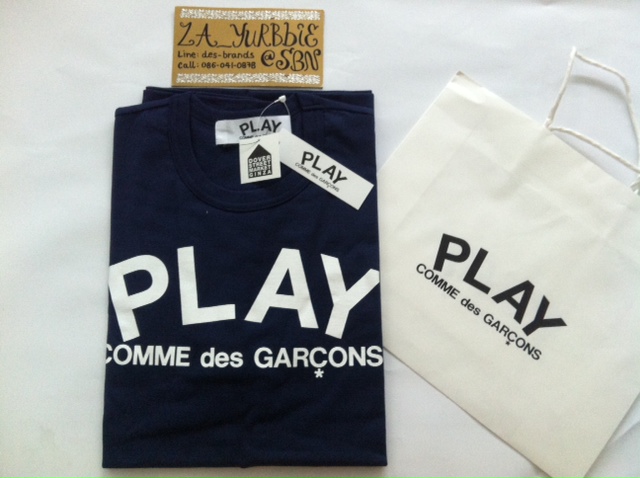 ZA_YURBBIE
Line: des-brands
Call: 086-041-0878
@SBN
PLAY
DOVER
STREET
MARKET
GINZA
PLAY
COMME des GARÇONS
PLAY
COMME des GARÇONS
*
PLAY
COMME des GARÇONS
*